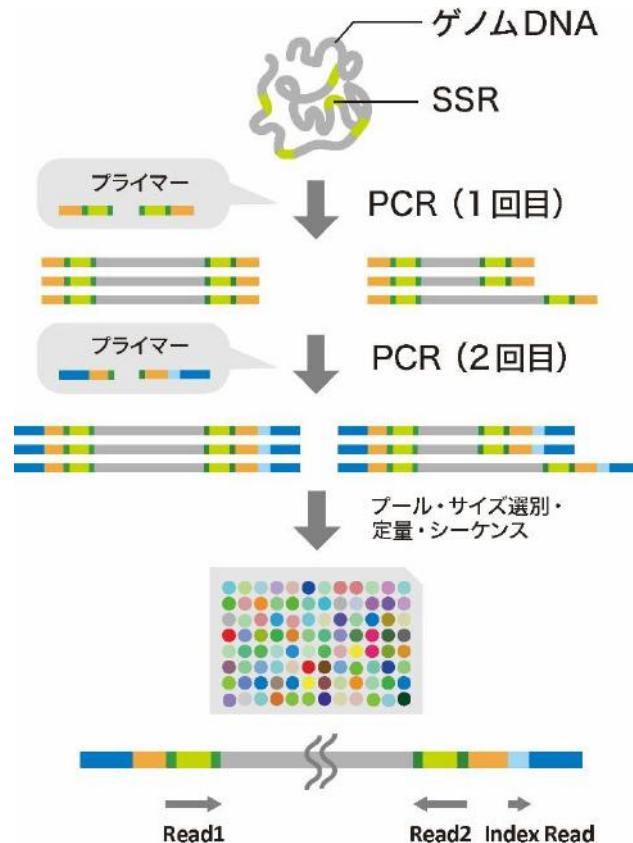 ゲノムDNA
SSR
プライマー
PCR（1回目）
プライマー
PCR（2回目）
プール・サイズ選別・
定量・シーケンス
Read1
Read2
Index Read